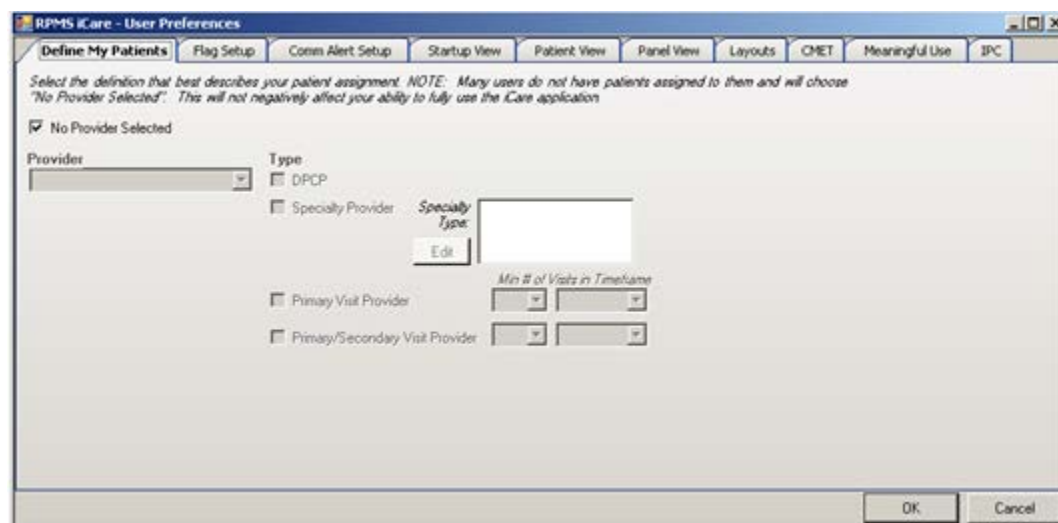 RPMS iCare - User Preferences
Define My Patients Flag Setup Comm Alert Setup Startup View Patient View Panel View Layouts CMET Meaningful Use IPC
Select the definition that best describes your patient assignment. NOTE: Many users do not have patients assigned to them and will choose
"No Provider Selected". This will not negatively affect your ability to fully use the iCare application
No Provider Selected
Provider Type
DPCP
Specialty Provider Specialty
Type:
Edit
Min # of Visits in Timeframe
Primary Visit Provider
Primary/Secondary Visit Provider
OK Cancel